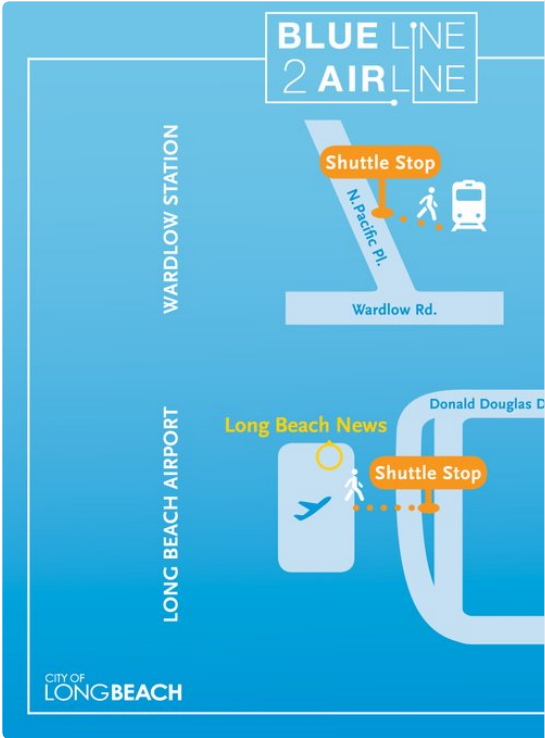 BLUE LINE
2 AIRLINE
WARDLOW STATION
Shuttle Stop
N.Pacific Pl.
Wardlow Rd.
LONG BEACH AIRPORT
Donald Douglas D
Long Beach News
Shuttle Stop
CITY OF
LONGBEACH